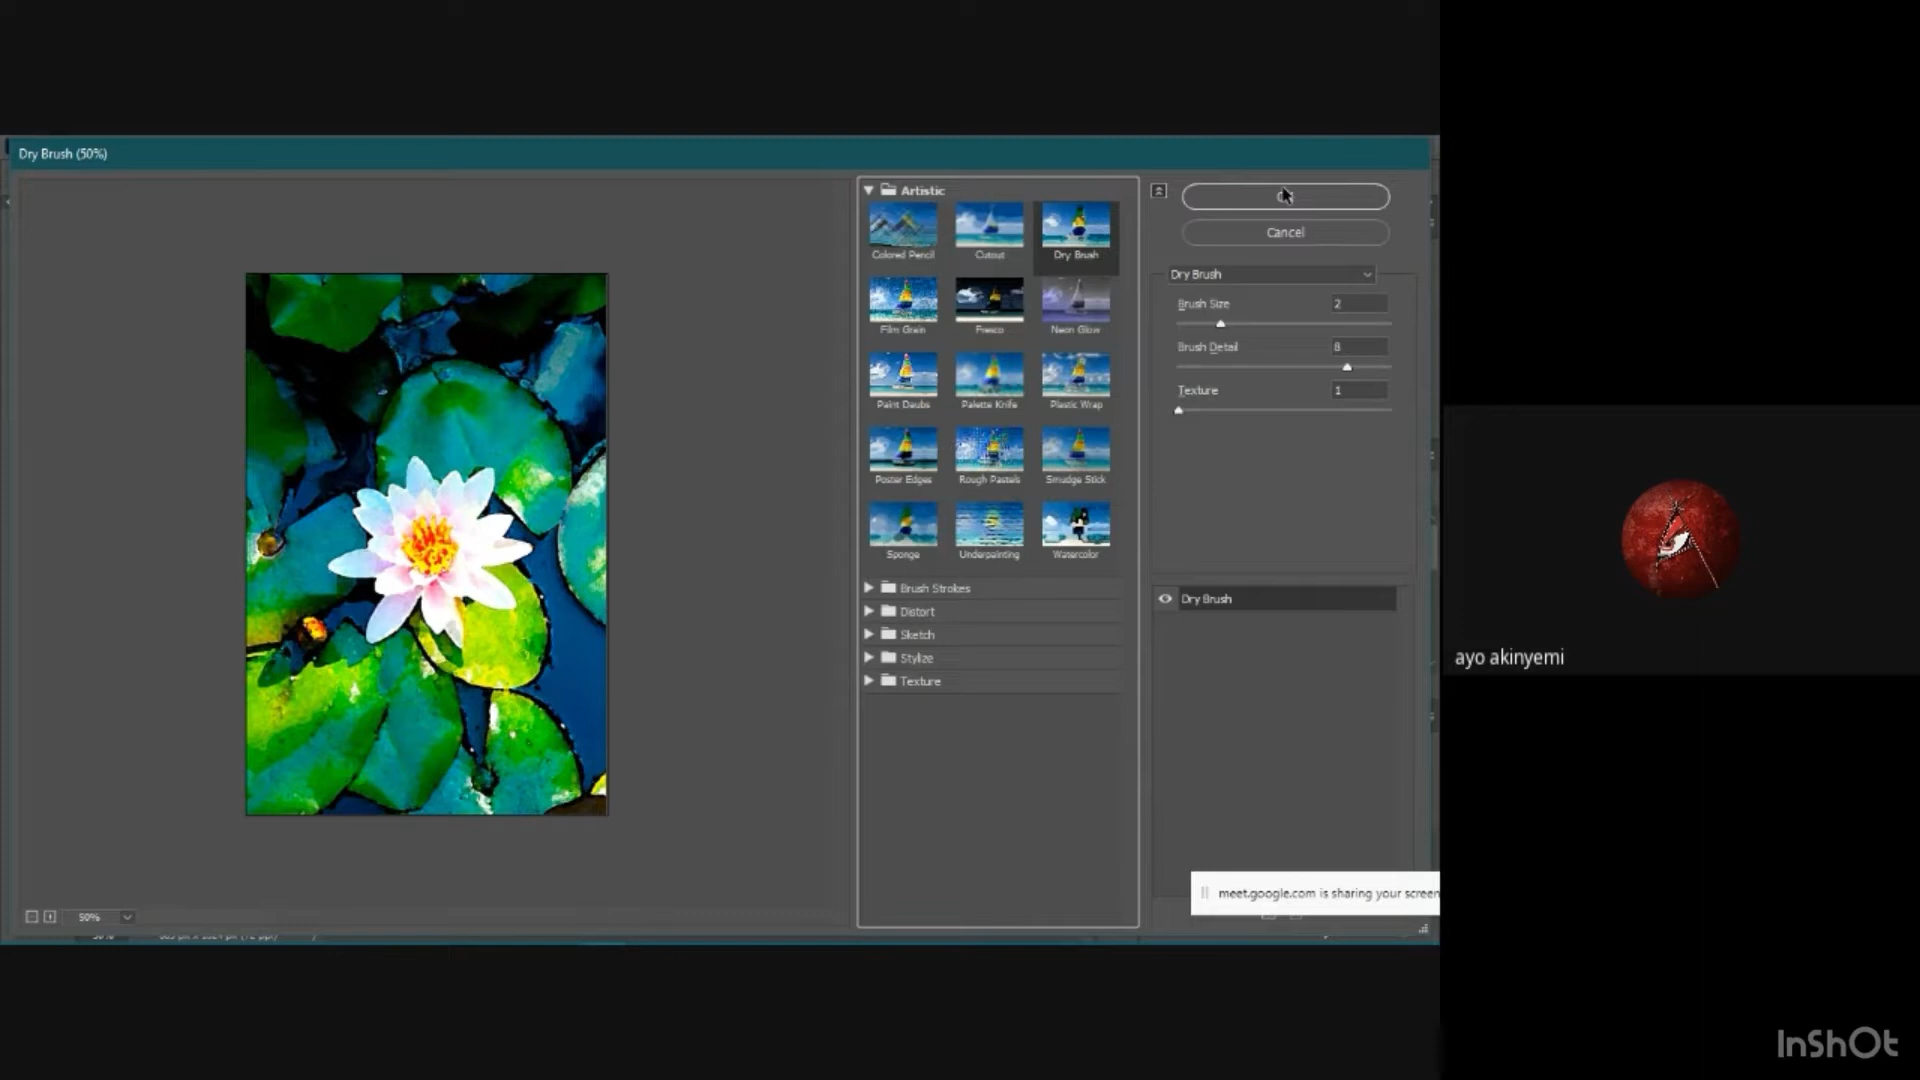 Dry Brush (50%)
Artistic
Colored Pencil
Cutout
Dry Brush
Film Grain
Fresco
Neon Glow
Paint Daubs
Palette Knife
Plastic Wrap
Poster Edges
Rough Pastels
Smudge Stick
Sponge
Underpainting
Watercolor
Brush Strokes
Distort
Sketch
Stylize
Texture
Cancel
Dry Brush
Brush Size 2
Brush Detail 8
Texture 1
Dry Brush
meet.google.com is sharing your screen
50%
ayo akinyemi
InShOt